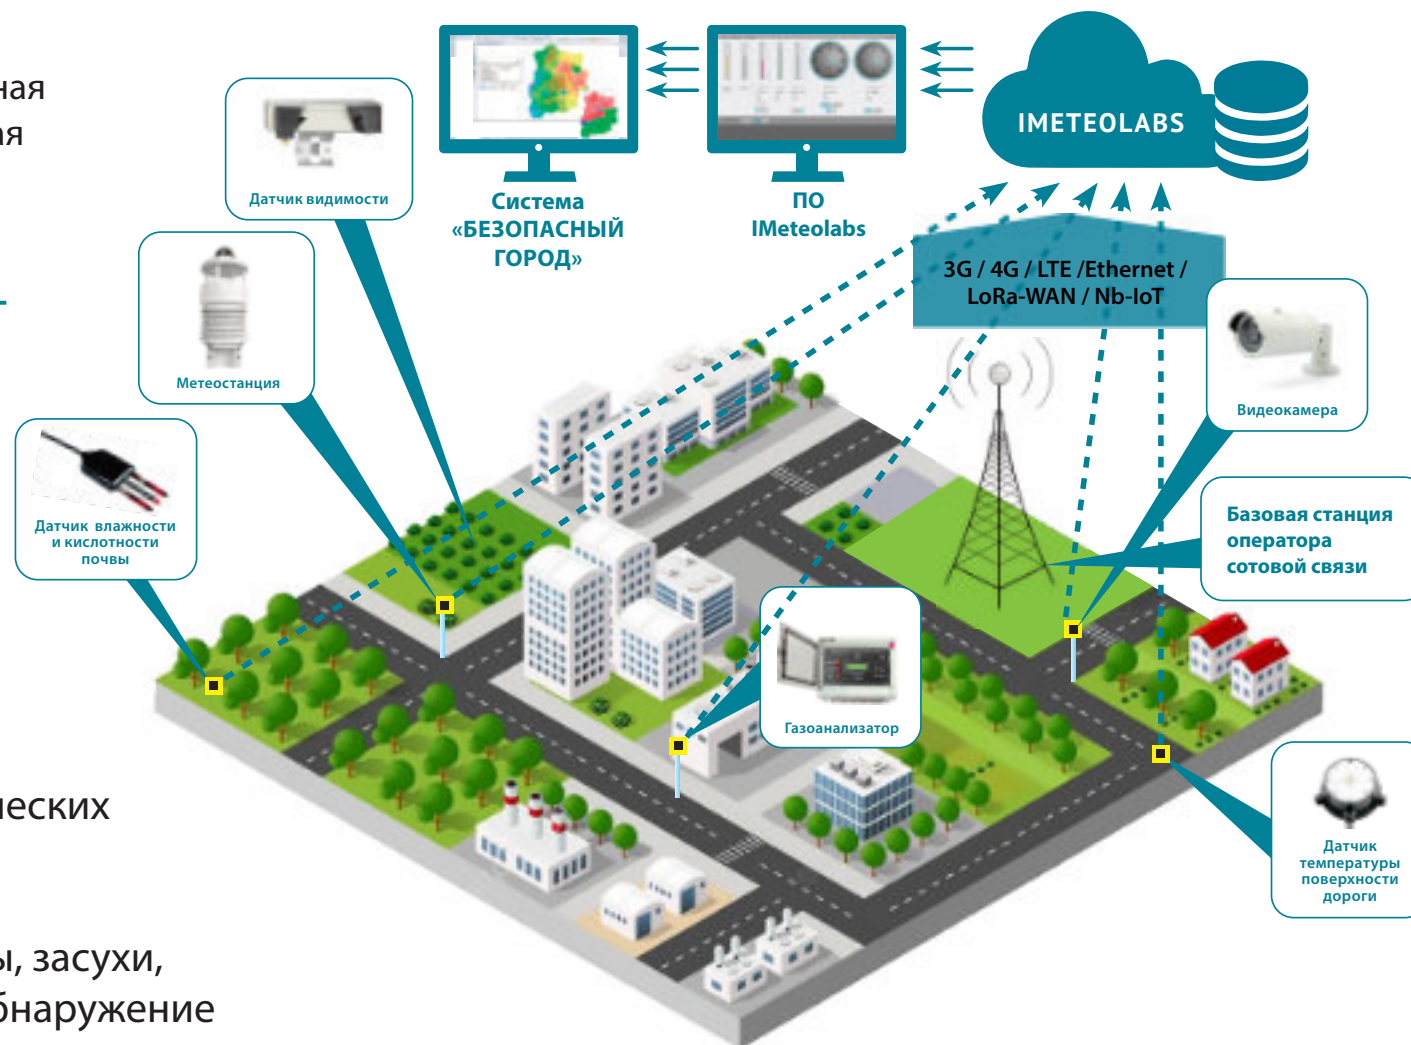 ная
ая
Датчик видимости
Система
«БЕЗОПАСНЫЙ
ГОРОД»
ПО
IMeteolabs
IMETEOLABS
3G / 4G / LTE /Ethernet /
LoRa-WAN / Nb-IoT
Метеостанция
Видеокамера
Датчик влажности
и кислотности
почвы
Базовая станция
оператора
сотовой связи
Газоанализатор
Датчик
температуры
поверхности
дороги
ческих
ы, засухи,
бнаружение